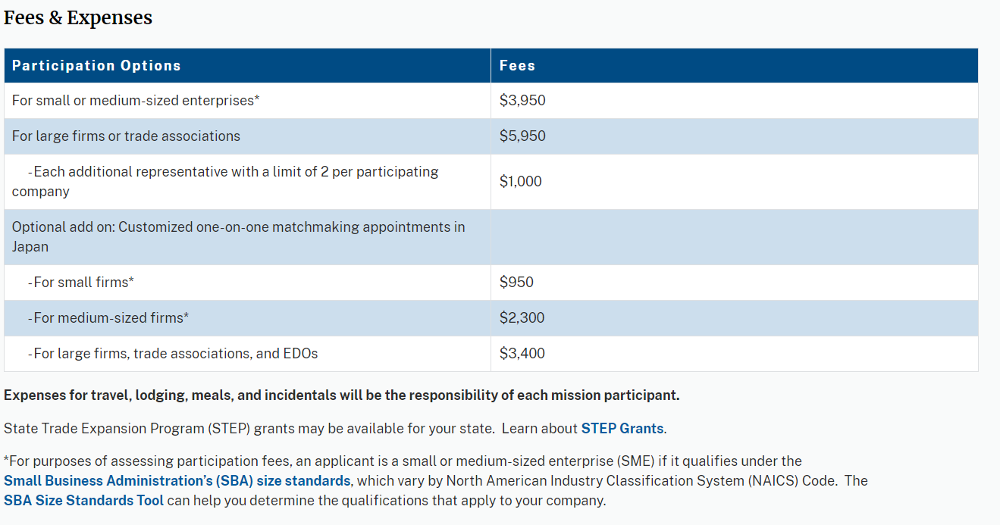 Fees & Expenses
Participation Options
Fees
For small or medium-sized enterprises*
$3,950
For large firms or trade associations
$5,950
-Each additional representative with a limit of 2 per participating
company
$1,000
Optional add on: Customized one-on-one matchmaking appointments in
Japan
-For small firms*
$950
-For medium-sized firms*
$2,300
-For large firms, trade associations, and EDOs
$3,400
Expenses for travel, lodging, meals, and incidentals will be the responsibility of each mission participant.
State Trade Expansion Program (STEP) grants may be available for your state.  Learn about STEP Grants.
*For purposes of assessing participation fees, an applicant is a small or medium-sized enterprise (SME) if it qualifies under the
Small Business Administration’s (SBA) size standards, which vary by North American Industry Classification System (NAICS) Code.  The
SBA Size Standards Tool can help you determine the qualifications that apply to your company.